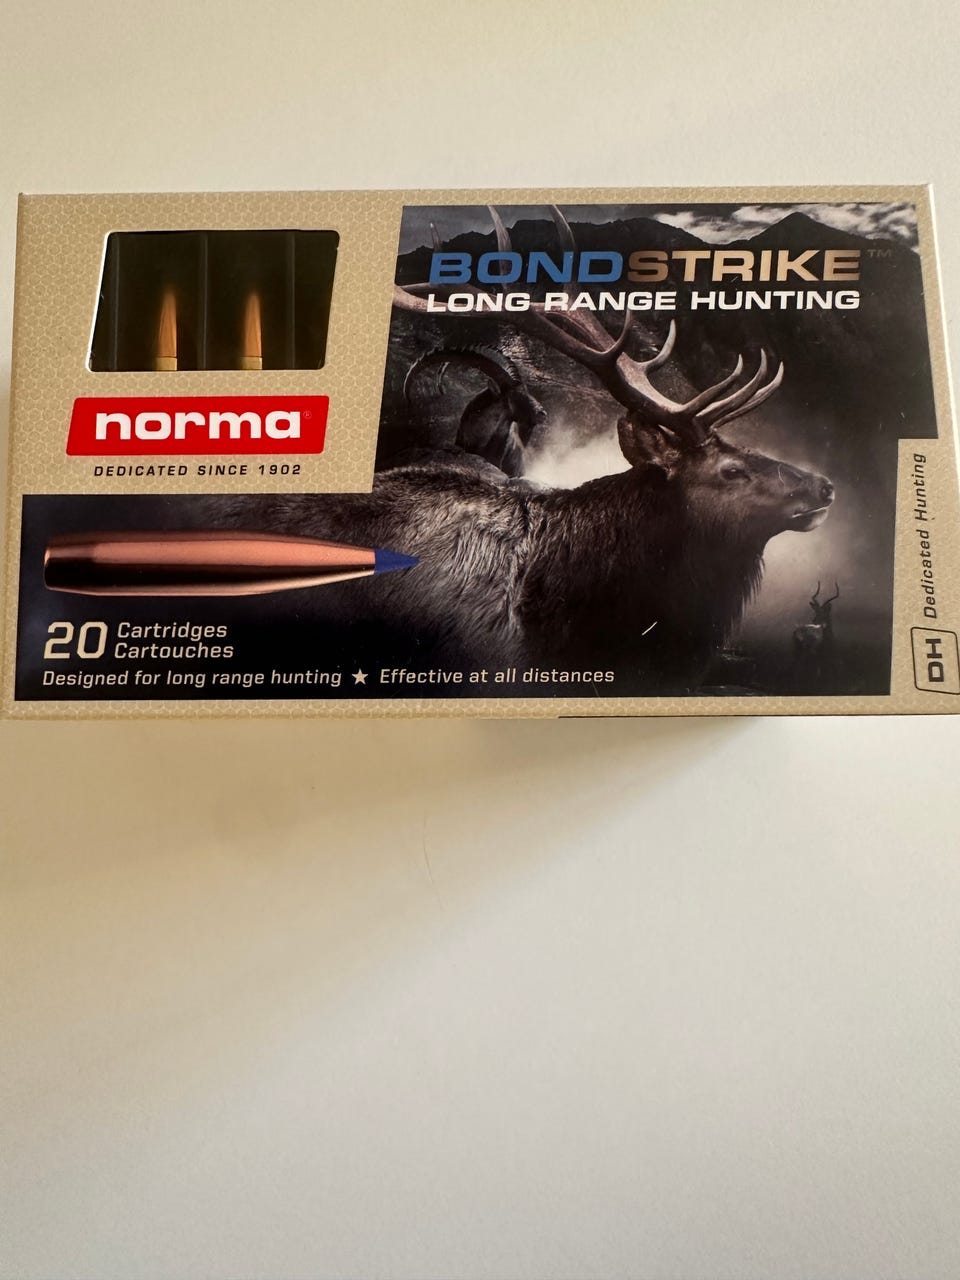 BONDSTRIKE™
LONG RANGE HUNTING
norma®
DEDICATED SINCE 1902
20 Cartridges
Cartouches
Designed for long range hunting ★ Effective at all distances
DH Dedicated Hunting